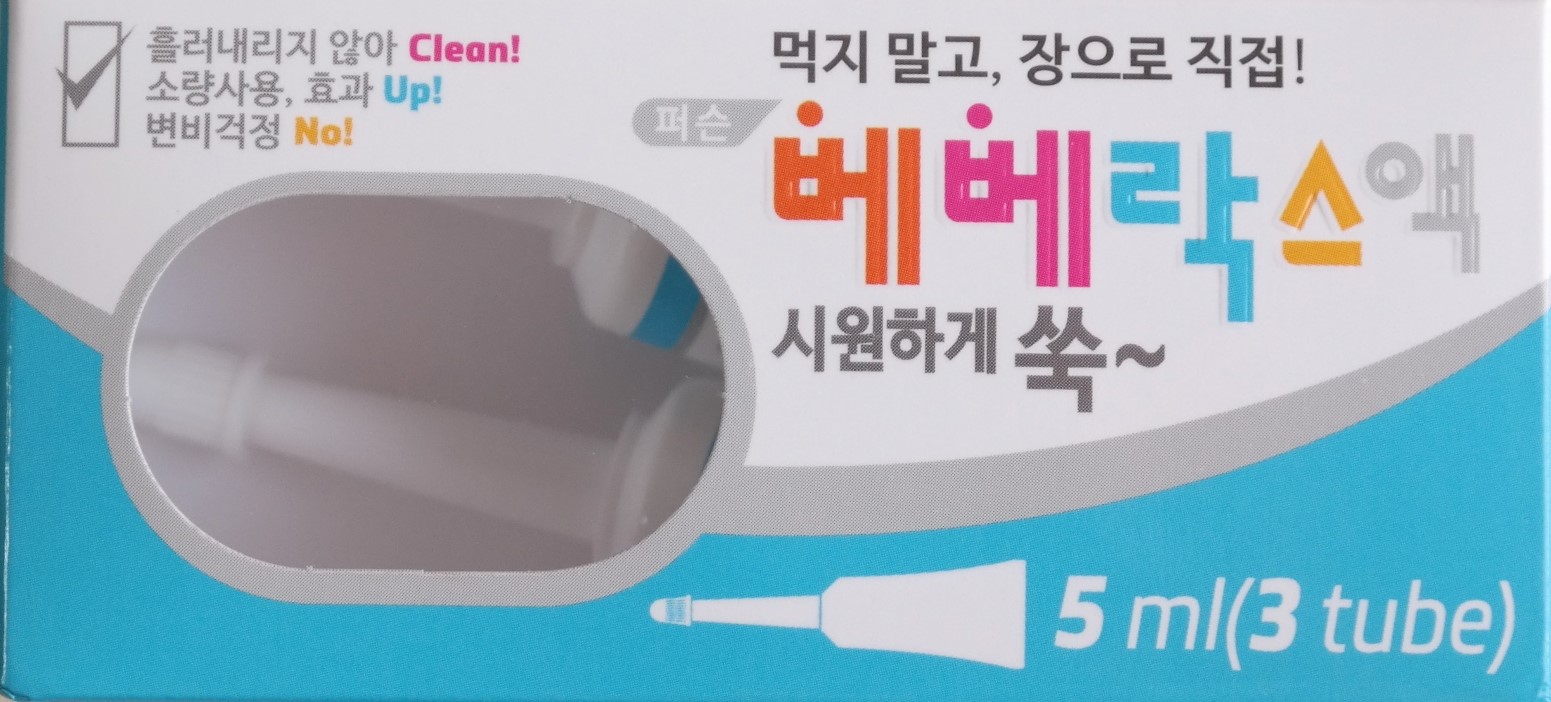 흘러내리지 않아 Clean!
소량사용, 효과 Up!
변비걱정 No!
먹지 말고, 장으로 직접!
퍼슨
베베락스액
시원하게 쑥~
5 ml(3 tube)